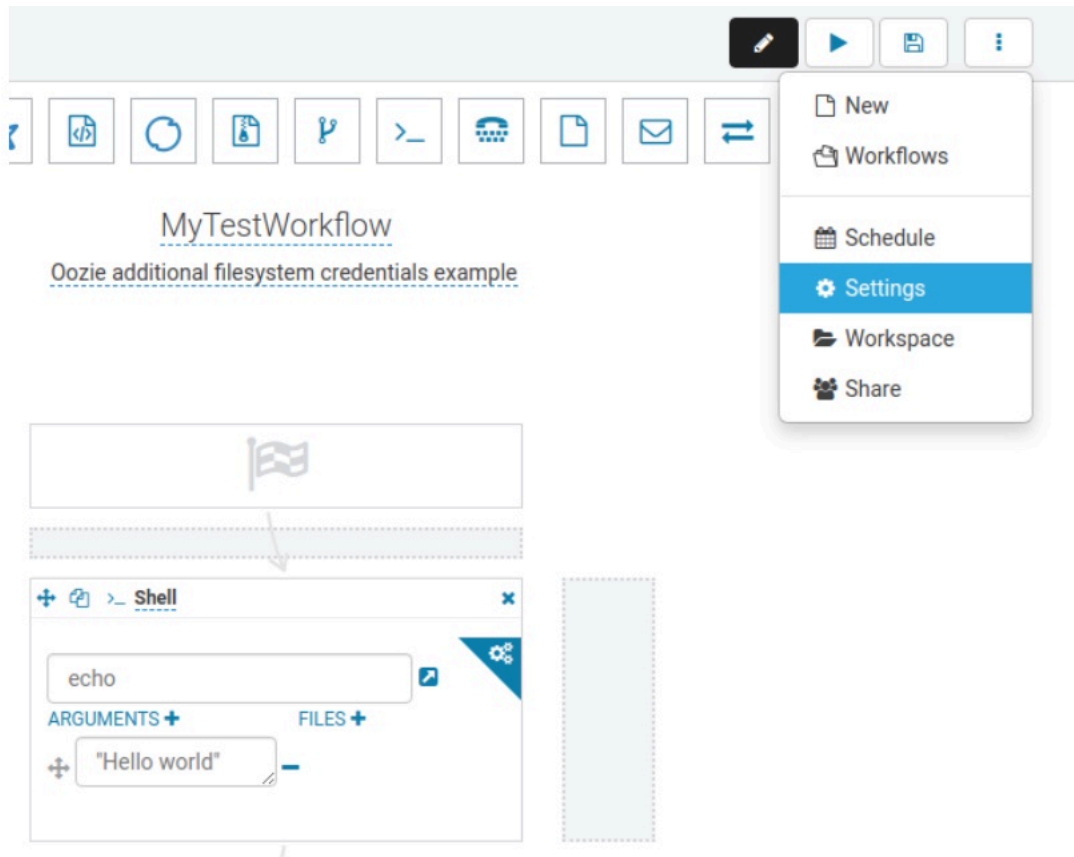 New
Workflows
MyTestWorkflow
Oozie additional filesystem credentials example
Schedule
Settings
Workspace
Share
>_ Shell
echo
ARGUMENTS + FILES +
"Hello world"